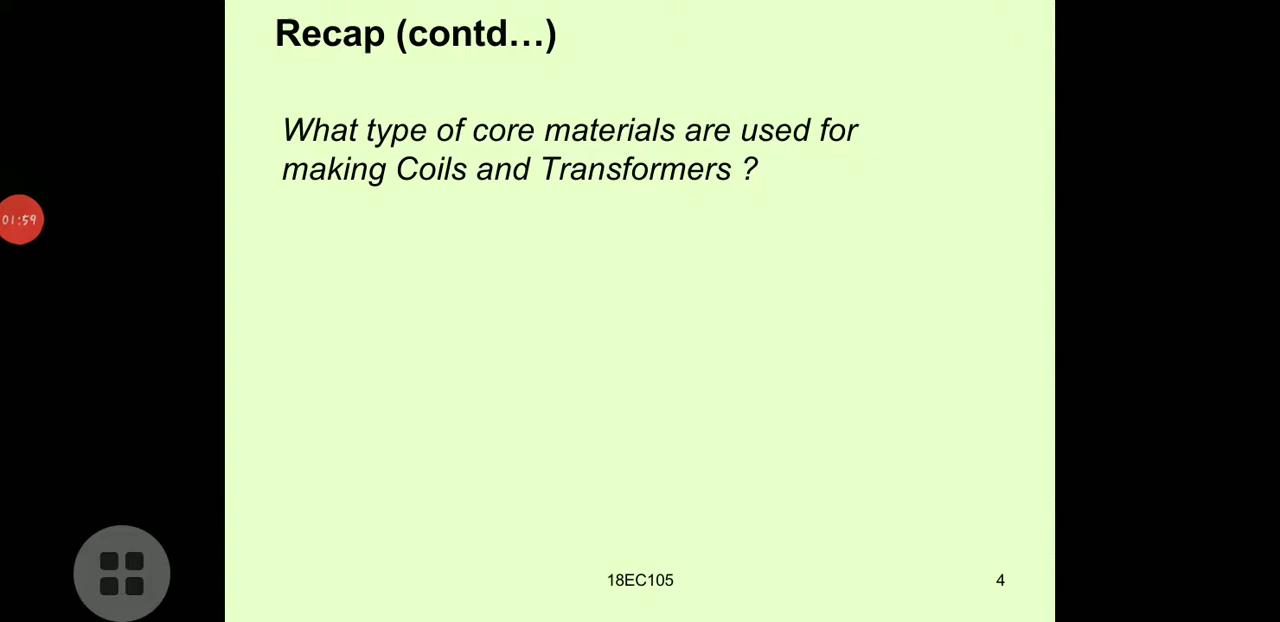 Recap (contd...)
What type of core materials are used for
making Coils and Transformers ?
01:59
18EC105
4